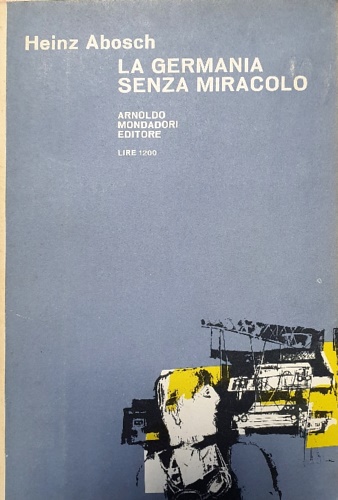 Heinz Abosch
LA GERMANIA
SENZA MIRACOLO
ARNOLDO
MONDADORI
EDITORE
LIRE 1200